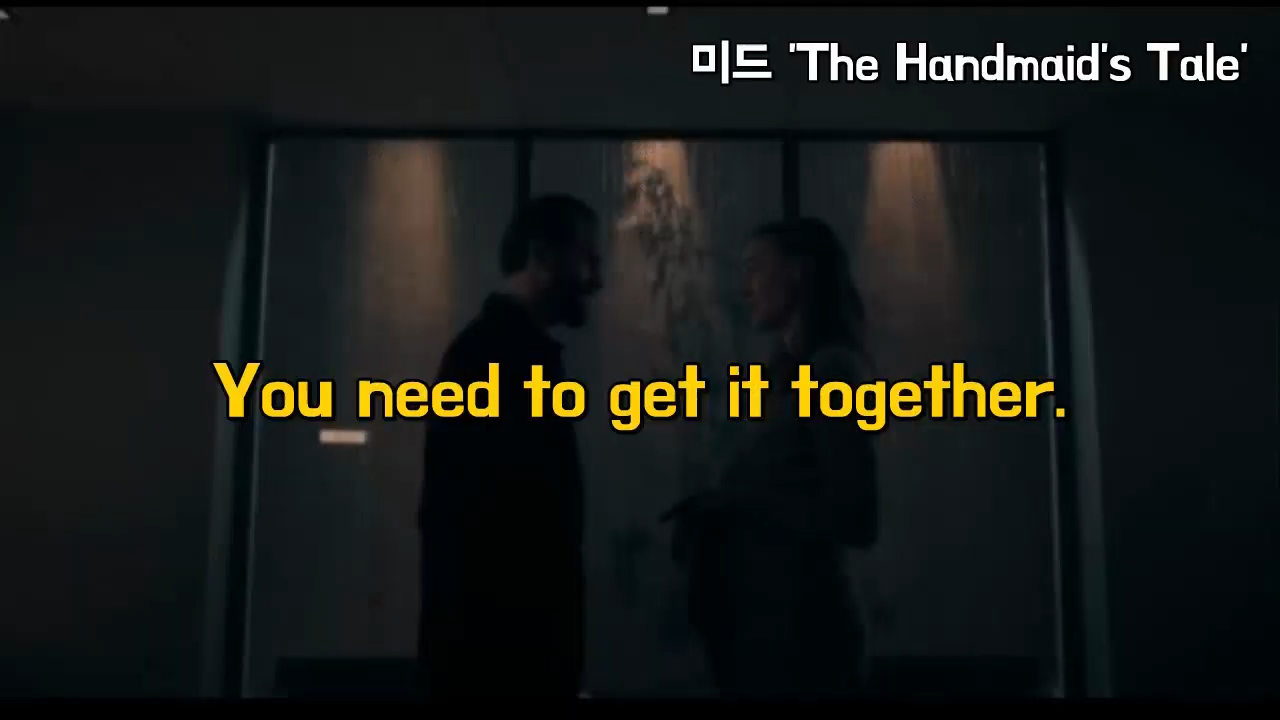 미드 'The Handmaid's Tale'
You need to get it together.